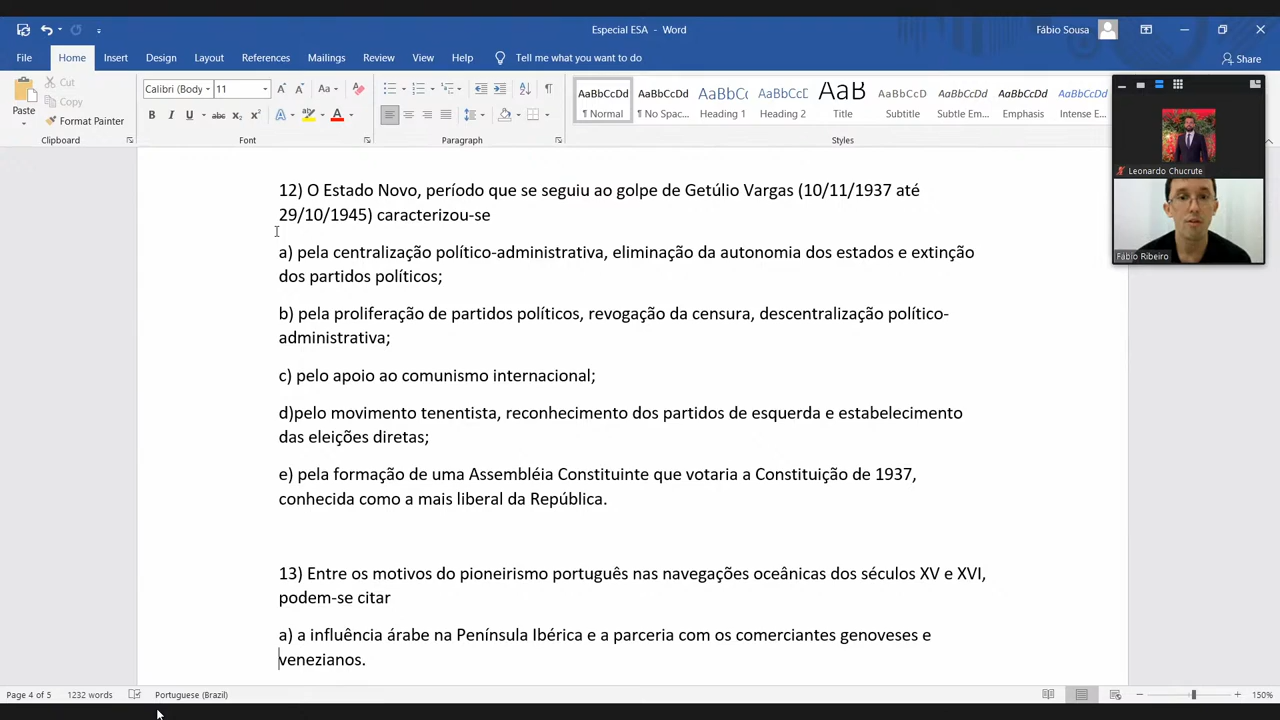 Especial ESA - Word
Fábio Sousa
File Home Insert Design Layout References Mailings Review View Help Tell me what you want to do Share
Paste
Cut
Copy
Format Painter
Clipboard
Calibri (Body 11
Font
Paragraph
AaBbCcDd AaBbCcDd AaBbC AaBbCcD AaB AaBbCcD AaBbCcDd AaBbCcDd AaBbCcDd
¶ Normal ¶ No Spac... Heading 1 Heading 2 Title Subtitle Subtle Em... Emphasis Intense E...
Styles
Leonardo Chucrute
Fábio Ribeiro
12) O Estado Novo, período que se seguiu ao golpe de Getúlio Vargas (10/11/1937 até
29/10/1945) caracterizou-se
a) pela centralização político-administrativa, eliminação da autonomia dos estados e extinção
dos partidos políticos;
b) pela proliferação de partidos políticos, revogação da censura, descentralização político-
administrativa;
c) pelo apoio ao comunismo internacional;
d)pelo movimento tenentista, reconhecimento dos partidos de esquerda e estabelecimento
das eleições diretas;
e) pela formação de uma Assembléia Constituinte que votaria a Constituição de 1937,
conhecida como a mais liberal da República.
13) Entre os motivos do pioneirismo português nas navegações oceânicas dos séculos XV e XVI,
podem-se citar
a) a influência árabe na Península Ibérica e a parceria com os comerciantes genoveses e
venezianos.
Page 4 of 5 1232 words Portuguese (Brazil) 150%